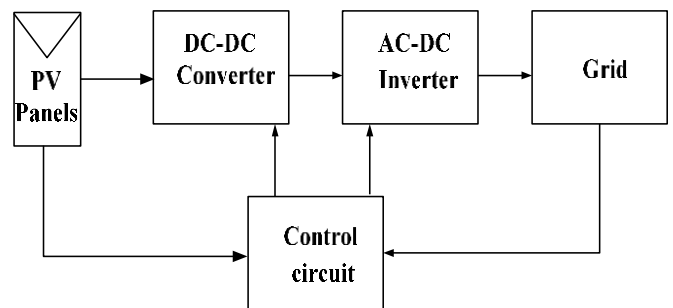 PV
Panels
DC-DC
Converter
AC-DC
Inverter
Grid
Control
circuit